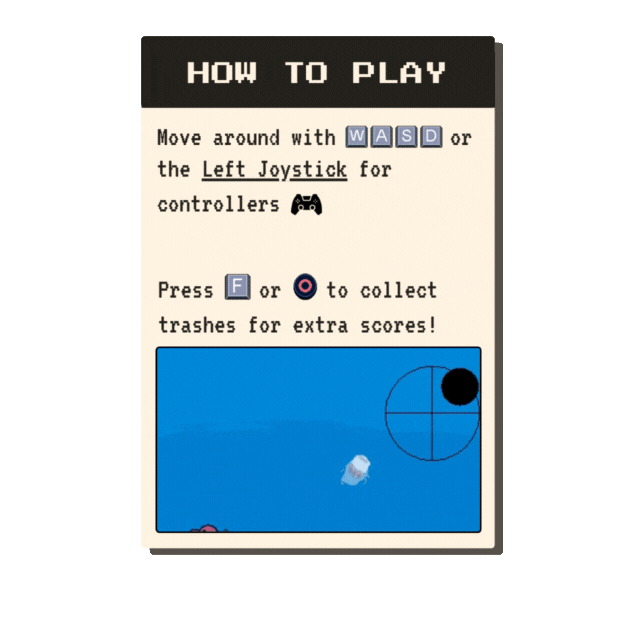 HOW TO PLAY
Move around with W A S D or
the Left Joystick for
controllers
Press F or to collect
trashes for extra scores!